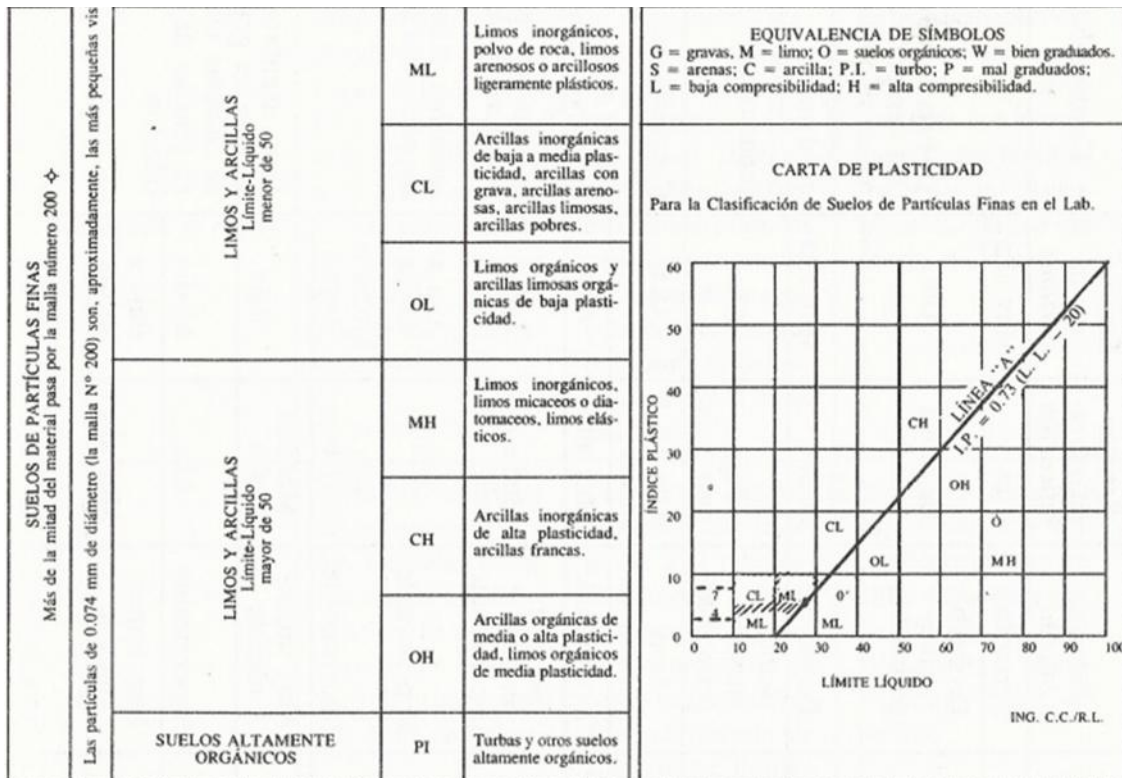 SUELOS DE PARTÍCULAS FINAS
Más de la mitad del material pasa por la malla número 200
Las partículas de 0.074 mm de diámetro (la malla N° 200) son, aproximadamente, las más pequeñas vis
LIMOS Y ARCILLAS
Límite-Líquido
menor de 50
ML
Limos inorgánicos,
polvo de roca, limos
arenosos o arcillosos
ligeramente plásticos.
CL
Arcillas inorgánicas
de baja a media plas-
ticidad, arcillas con
grava, arcillas areno-
sas, arcillas limosas,
arcillas pobres.
OL
Limos orgánicos y
arcillas limosas orgá-
nicas de baja plasti-
cidad.
LIMOS Y ARCILLAS
Límite-Líquido
mayor de 50
MH
Limos inorgánicos,
limos micaceos o dia-
tomaceos, limos elás-
ticos.
CH
Arcillas inorgánicas
de alta plasticidad,
arcillas francas.
OH
Arcillas orgánicas de
media o alta plastici-
dad, limos orgánicos
de media plasticidad.
SUELOS ALTAMENTE
ORGÁNICOS
PI
Turbas y otros suelos
altamente orgánicos.
EQUIVALENCIA DE SÍMBOLOS
G = gravas, M = limo; O = suelos orgánicos; W = bien graduados.
S = arenas; C = arcilla; P.I. = turbo; P = mal graduados;
L = baja compresibilidad; H = alta compresibilidad.
CARTA DE PLASTICIDAD
Para la Clasificación de Suelos de Partículas Finas en el Lab.
ÍNDICE PLÁSTICO
60
50
40
30
20
10
0
7
4
CL
ML
ML
ML
CL
OL
CH
OH
O
MH
LÍNEA "A"
I.P. = 0.73 (L. L. - 20)
0 10 20 30 40 50 60 70 80 90 100
LÍMITE LÍQUIDO
ING. C.C./R.L.